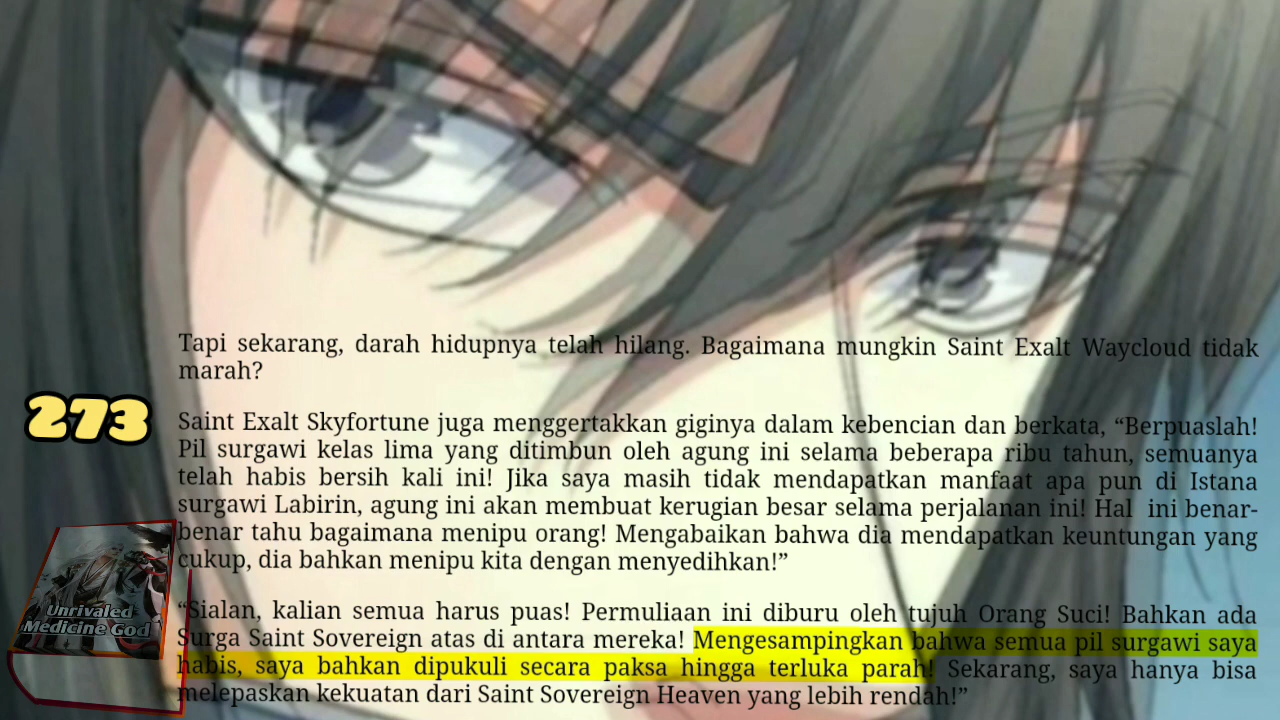 Tapi sekarang, darah hidupnya telah hilang. Bagaimana mungkin Saint Exalt Waycloud tidak
marah?
273
Saint Exalt Skyfortune juga menggertakkan giginya dalam kebencian dan berkata, “Berpuaslah!
Pil surgawi kelas lima yang ditimbun oleh agung ini selama beberapa ribu tahun, semuanya
telah habis bersih kali ini! Jika saya masih tidak mendapatkan manfaat apa pun di Istana
surgawi Labirin, agung ini akan membuat kerugian besar selama perjalanan ini! Hal ini benar-
benar tahu bagaimana menipu orang! Mengabaikan bahwa dia mendapatkan keuntungan yang
cukup, dia bahkan menipu kita dengan menyedihkan!”
“Sialan, kalian semua harus puas! Permuliaan ini diburu oleh tujuh Orang Suci! Bahkan ada
Surga Saint Sovereign atas di antara mereka! Mengesampingkan bahwa semua pil surgawi saya
habis, saya bahkan dipukuli secara paksa hingga terluka parah! Sekarang, saya hanya bisa
melepaskan kekuatan dari Saint Sovereign Heaven yang lebih rendah!”
Unrivaled
Medicine God